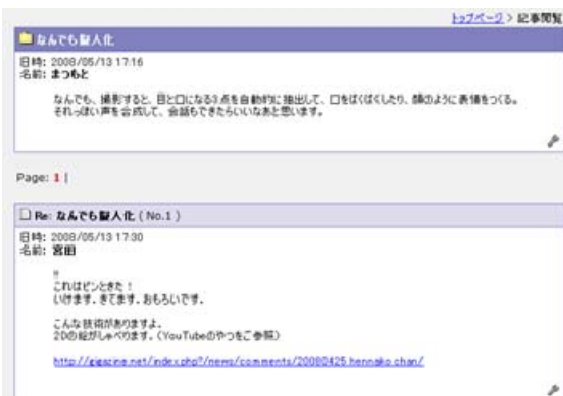 トップページ > 記事閲覧
なんでも擬人化
日時: 2008/05/13 17:16
名前: まつもと
なんでも、撮影すると、目と口になる3点を自動的に抽出して、口をぱくぱくしたり、顔のように表情をつくる。
それっぽい声を合成して、会話もできたらいいなあと思います。
Page: 1 |
Re: なんでも擬人化 ( No.1 )
日時: 2008/05/13 17:30
名前: 宮田
!!
これはピンときた！
いけます。きてます。おもろいです。
こんな技術がありますよ。
2Dの絵がしゃべります。(YouTubeのやつをご参照)
http://gigazine.net/index.php?/news/comments/20080425_hennako_chan/